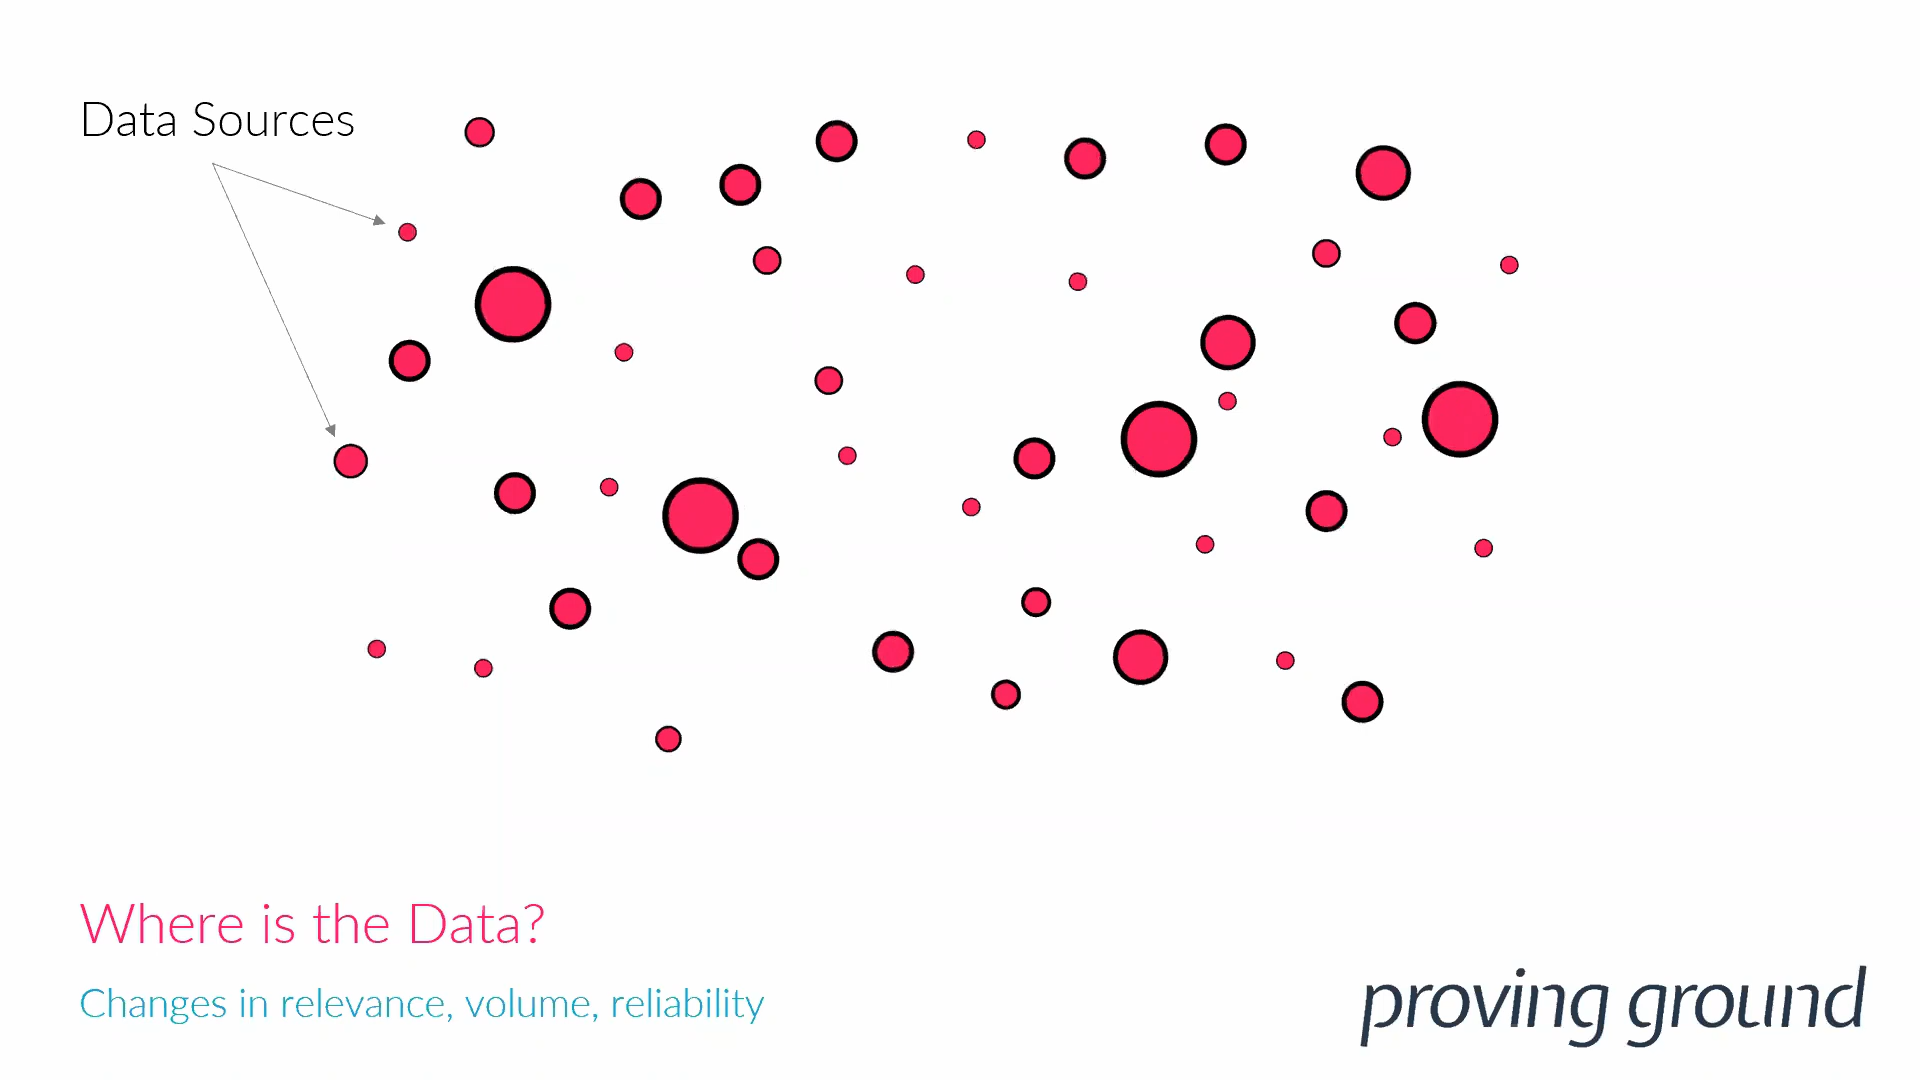 Data Sources
Where is the Data?
Changes in relevance, volume, reliability
proving ground